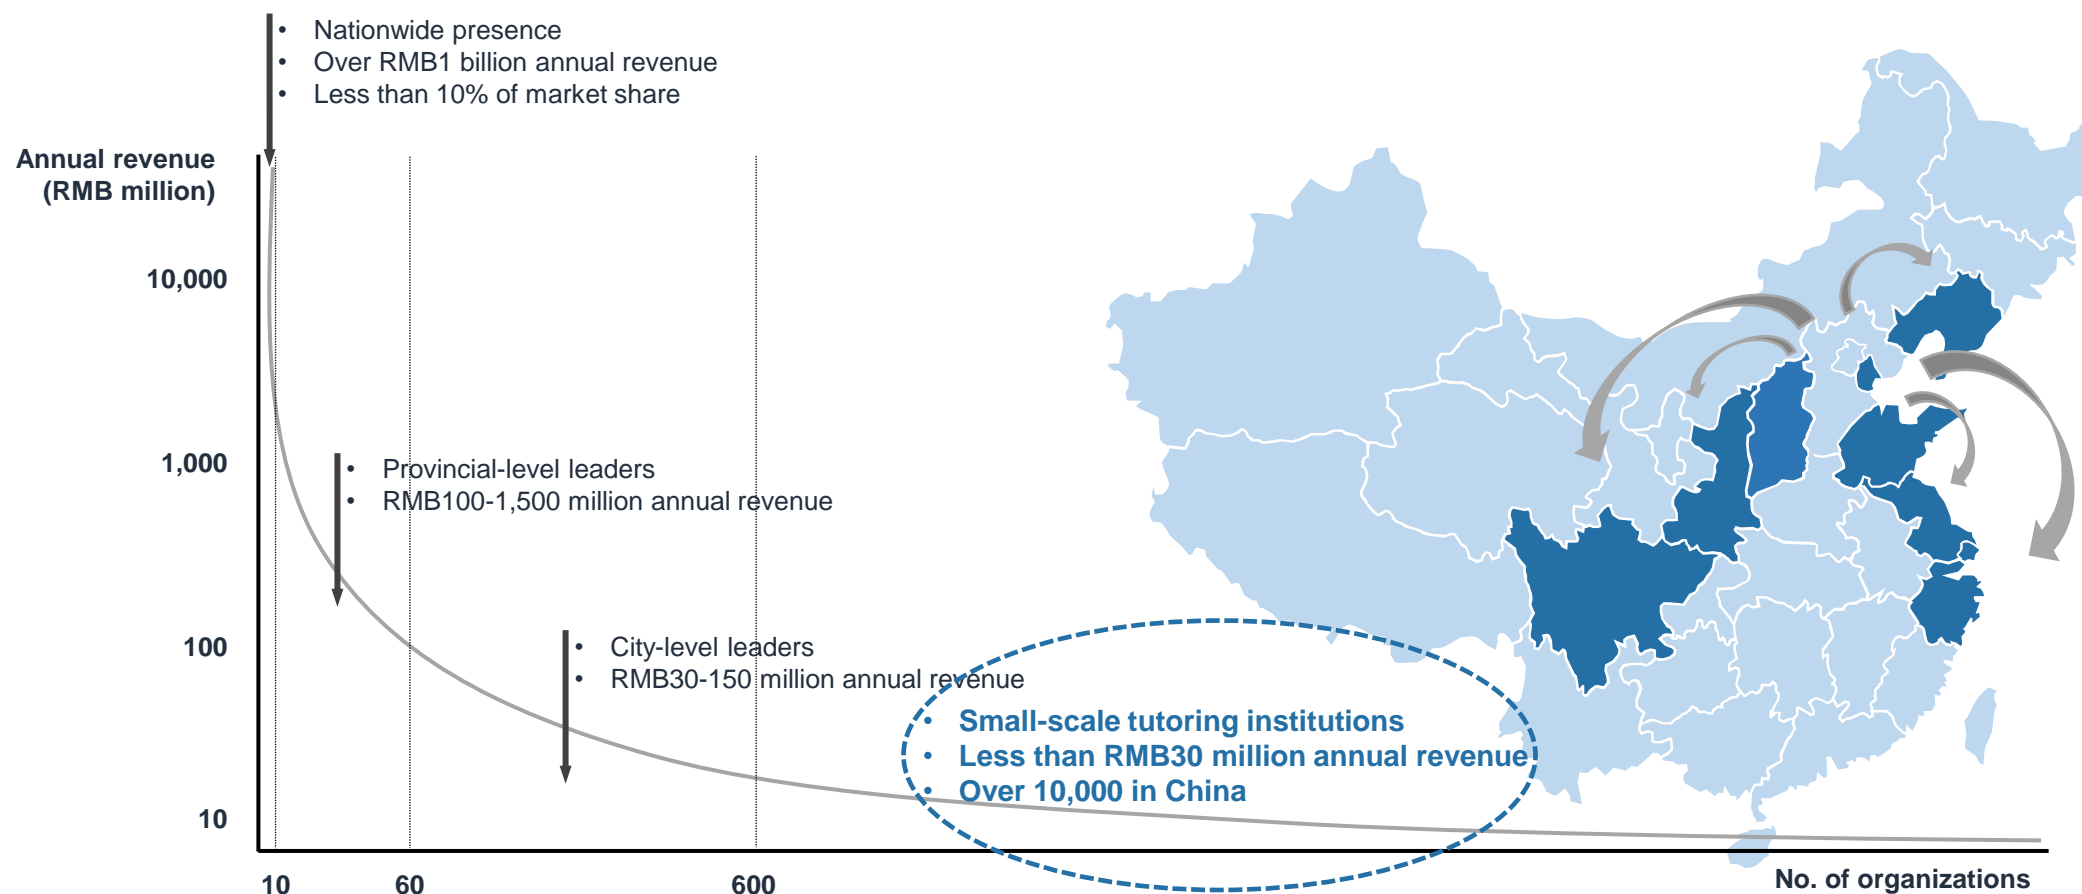 • Nationwide presence
• Over RMB1 billion annual revenue
• Less than 10% of market share
Annual revenue
(RMB million)
10,000
1,000
• Provincial-level leaders
• RMB100-1,500 million annual revenue
100
• City-level leaders
• RMB30-150 million annual revenue
• Small-scale tutoring institutions
• Less than RMB30 million annual revenue
• Over 10,000 in China
10
10
60
600
No. of organizations